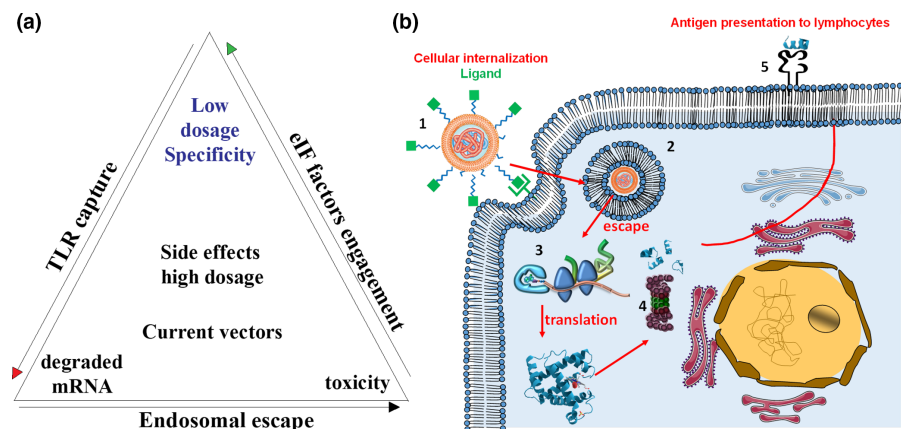 (a)
Low
dosage
Specificity
TLR capture
eIF factors engagement
Side effects
high dosage
Current vectors
degraded
mRNA
toxicity
Endosomal escape
(b)
Antigen presentation to lymphocytes
5
Cellular internalization
Ligand
1
2
escape
3
4
translation